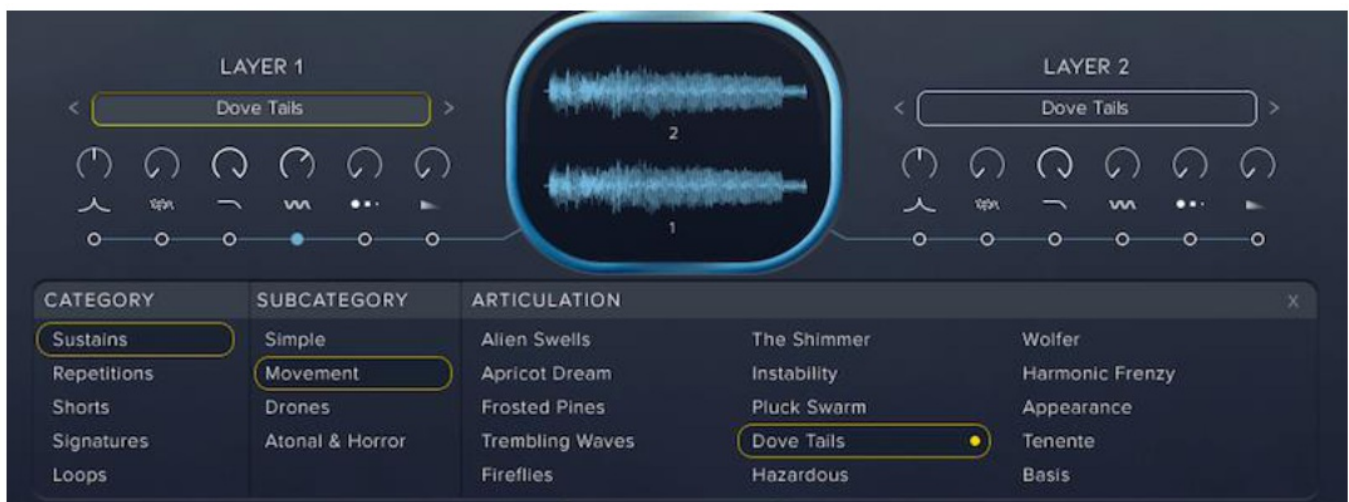 LAYER 1
LAYER 2
< Dove Tails >
< Dove Tails >
2
1
CATEGORY SUBCATEGORY ARTICULATION X
Sustains Simple Alien Swells The Shimmer Wolfer
Repetitions Movement Apricot Dream Instability Harmonic Frenzy
Shorts Drones Frosted Pines Pluck Swarm Appearance
Signatures Atonal & Horror Trembling Waves Dove Tails Tenente
Loops Fireflies Hazardous Basis